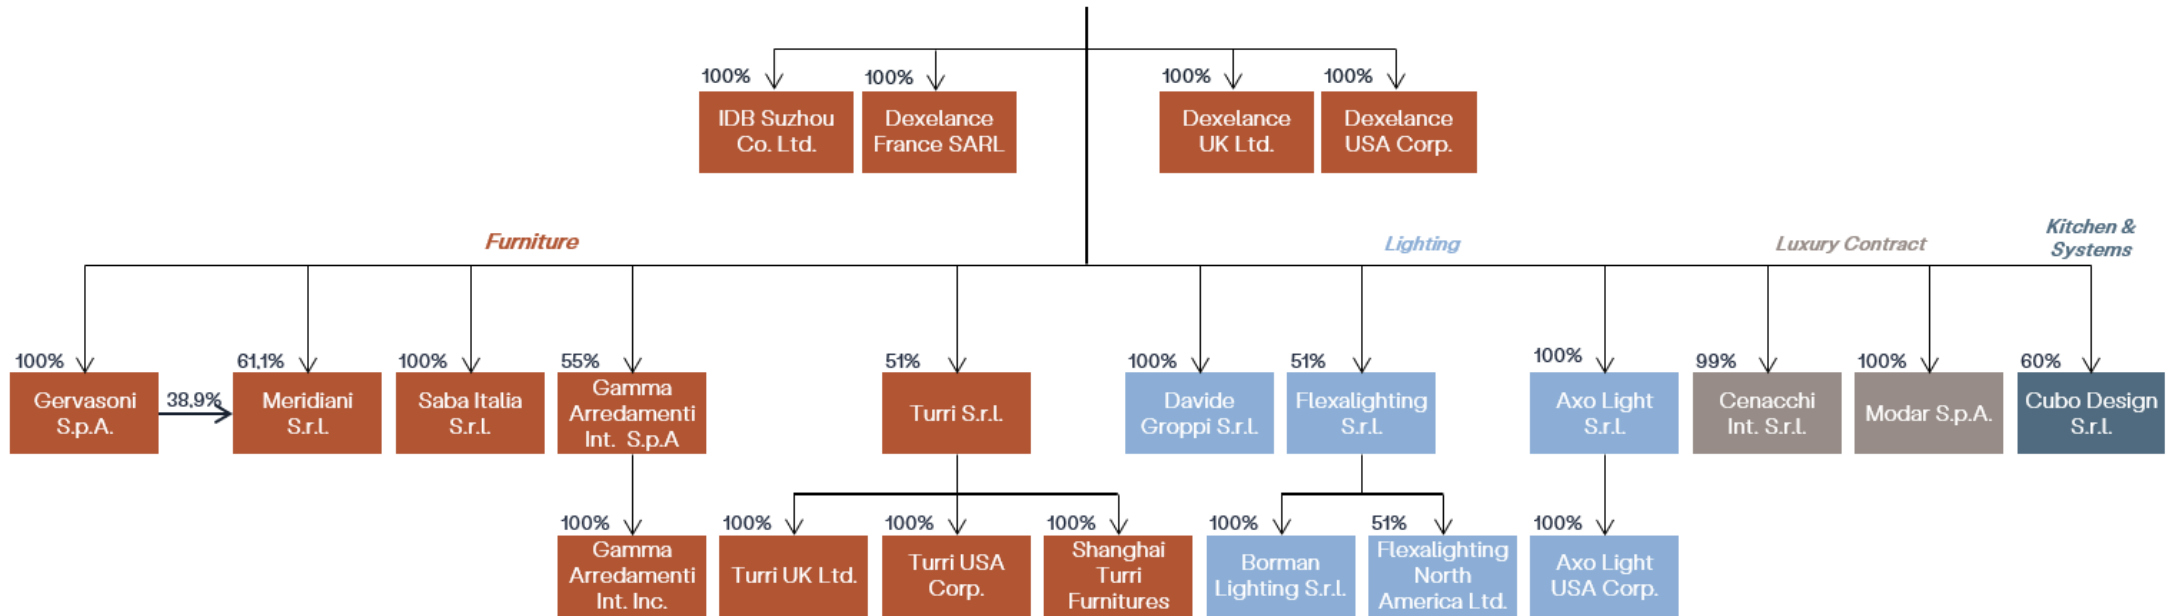 100%
100%
100%
100%
IDB Suzhou
Co. Ltd.
Dexelance
France SARL
Dexelance
UK Ltd.
Dexelance
USA Corp.
Furniture
Lighting
Luxury Contract
Kitchen &
Systems
100%
61,1%
100%
55%
51%
100%
51%
100%
99%
100%
60%
Gervasoni
S.p.A.
38,9%
Meridiani
S.r.l.
Saba Italia
S.r.l.
Gamma
Arredamenti
Int. S.p.A
Turri S.r.l.
Davide
Groppi S.r.l.
Flexalighting
S.r.l.
Axo Light
S.r.l.
Cenacchi
Int. S.r.l.
Modar S.p.A.
Cubo Design
S.r.l.
100%
100%
100%
100%
100%
51%
100%
Gamma
Arredamenti
Int. Inc.
Turri UK Ltd.
Turri USA
Corp.
Shanghai
Turri
Furnitures
Borman
Lighting S.r.l.
Flexalighting
North
America Ltd.
Axo Light
USA Corp.